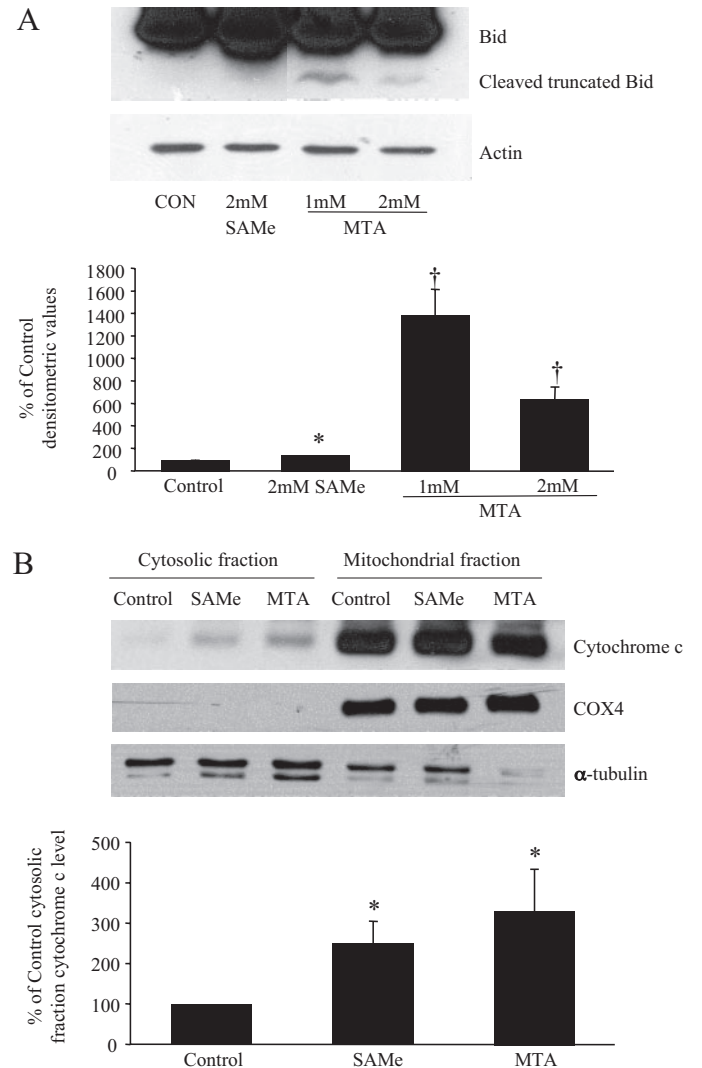 A
Bid
Cleaved truncated Bid
Actin
CON 2mM 1mM 2mM
SAMe MTA
% of Control
densitometric values
1800
1600
1400
1200
1000
800
600
400
200
0
*
†
†
Control 2mM SAMe 1mM 2mM
MTA
B
Cytosolic fraction Mitochondrial fraction
Control SAMe MTA Control SAMe MTA
Cytochrome c
COX4
α-tubulin
% of Control cytosolic
fraction cytochrome c level
500
400
300
200
100
0
*
*
Control SAMe MTA